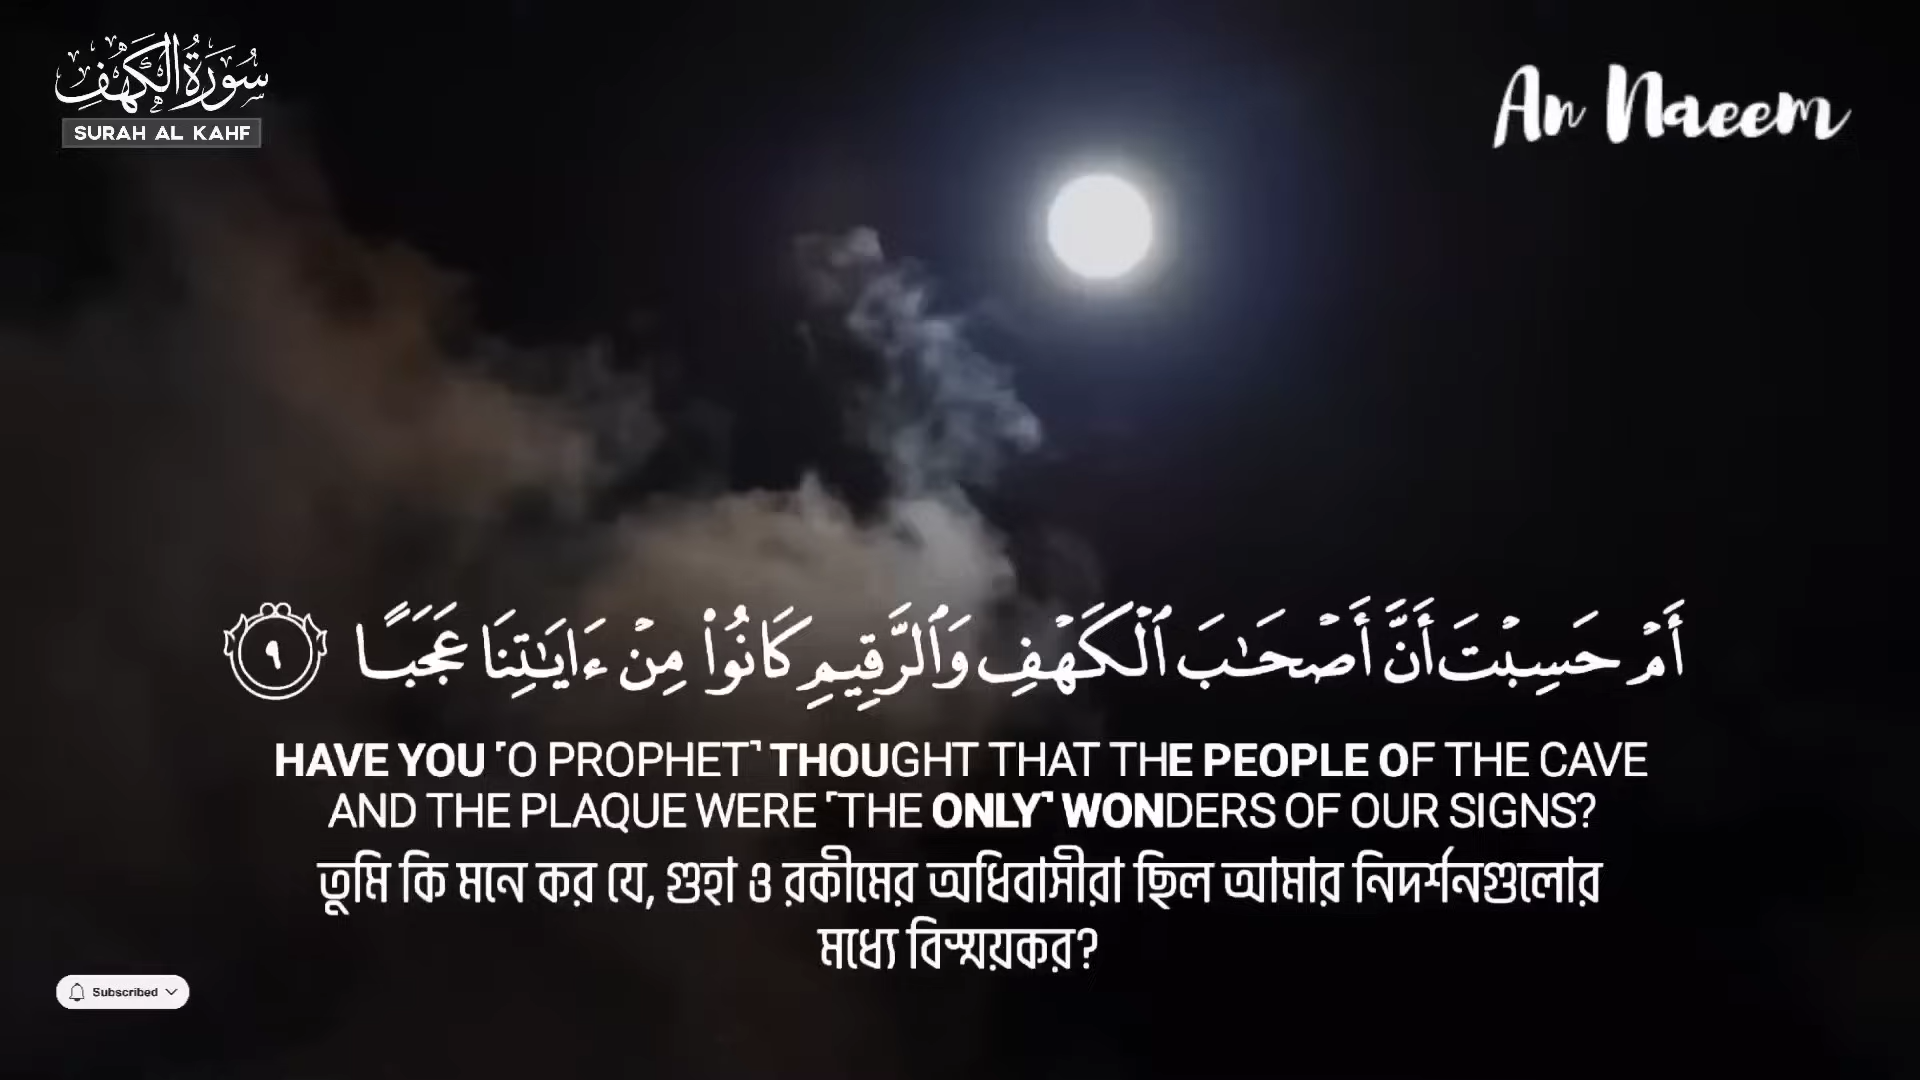 سُورَةُ الكَهْفِ
SURAH AL KAHF
An Naeem
أَمْ حَسِبْتَ أَنَّ أَصْحَـٰبَ ٱلْكَهْفِ وَٱلرَّقِيمِ كَانُوا۟ مِنْ ءَايَـٰتِنَا عَجَبًا ٩
HAVE YOU ˹O PROPHET˺ THOUGHT THAT THE PEOPLE OF THE CAVE
AND THE PLAQUE WERE ˹THE ONLY˺ WONDERS OF OUR SIGNS?
তুমি কি মনে কর যে, গুহা ও রকীমের অধিবাসীরা ছিল আমার নিদর্শনগুলোর
মধ্যে বিস্ময়কর?
Subscribed